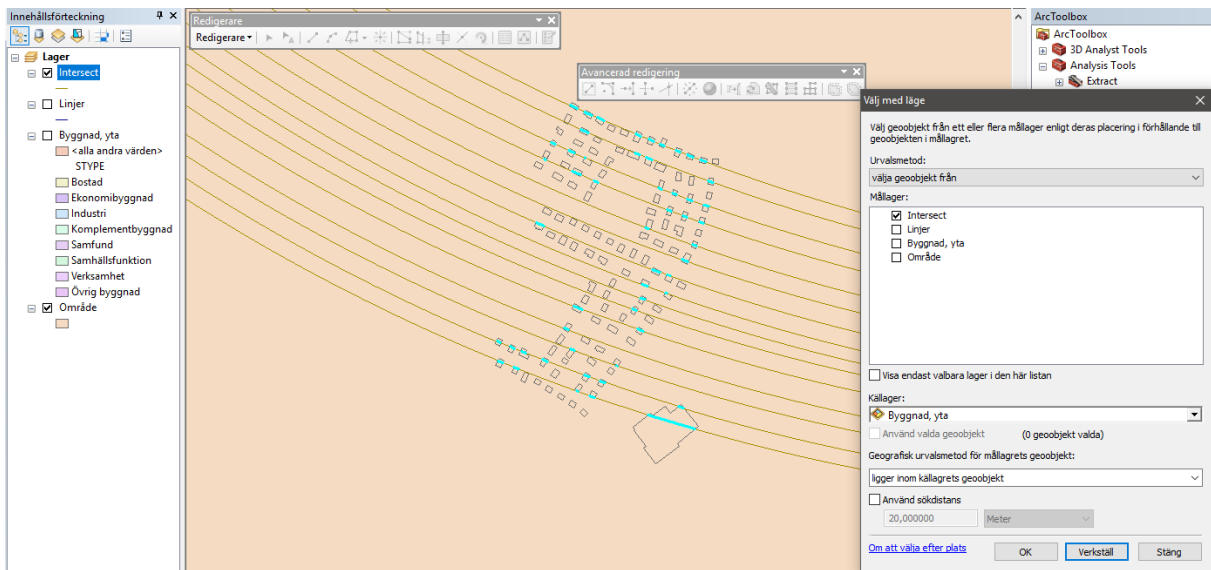 Innehållsförteckning
Lager
Intersect
Linjer
Byggnad, yta
<alla andra värden>
STYPE
Bostad
Ekonomibyggnad
Industri
Komplementbyggnad
Samfund
Samhällsfunktion
Verksamhet
Övrig byggnad
Område
Redigerare
Redigerare
Avancerad redigering
ArcToolbox
ArcToolbox
3D Analyst Tools
Analysis Tools
Extract
Välj med läge
Välj geoobjekt från ett eller flera mållager enligt deras placering i förhållande till
geoobjekten i mållagret.
Urvalsmetod:
välja geoobjekt från
Mållager:
Intersect
Linjer
Byggnad, yta
Område
Visa endast valbara lager i den här listan
Källager:
Byggnad, yta
Använd valda geoobjekt (0 geoobjekt valda)
Geografisk urvalsmetod för mållagrets geoobjekt:
ligger inom källagrets geoobjekt
Använd sökdistans
20,000000 Meter
Om att välja efter plats OK Verkställ Stäng